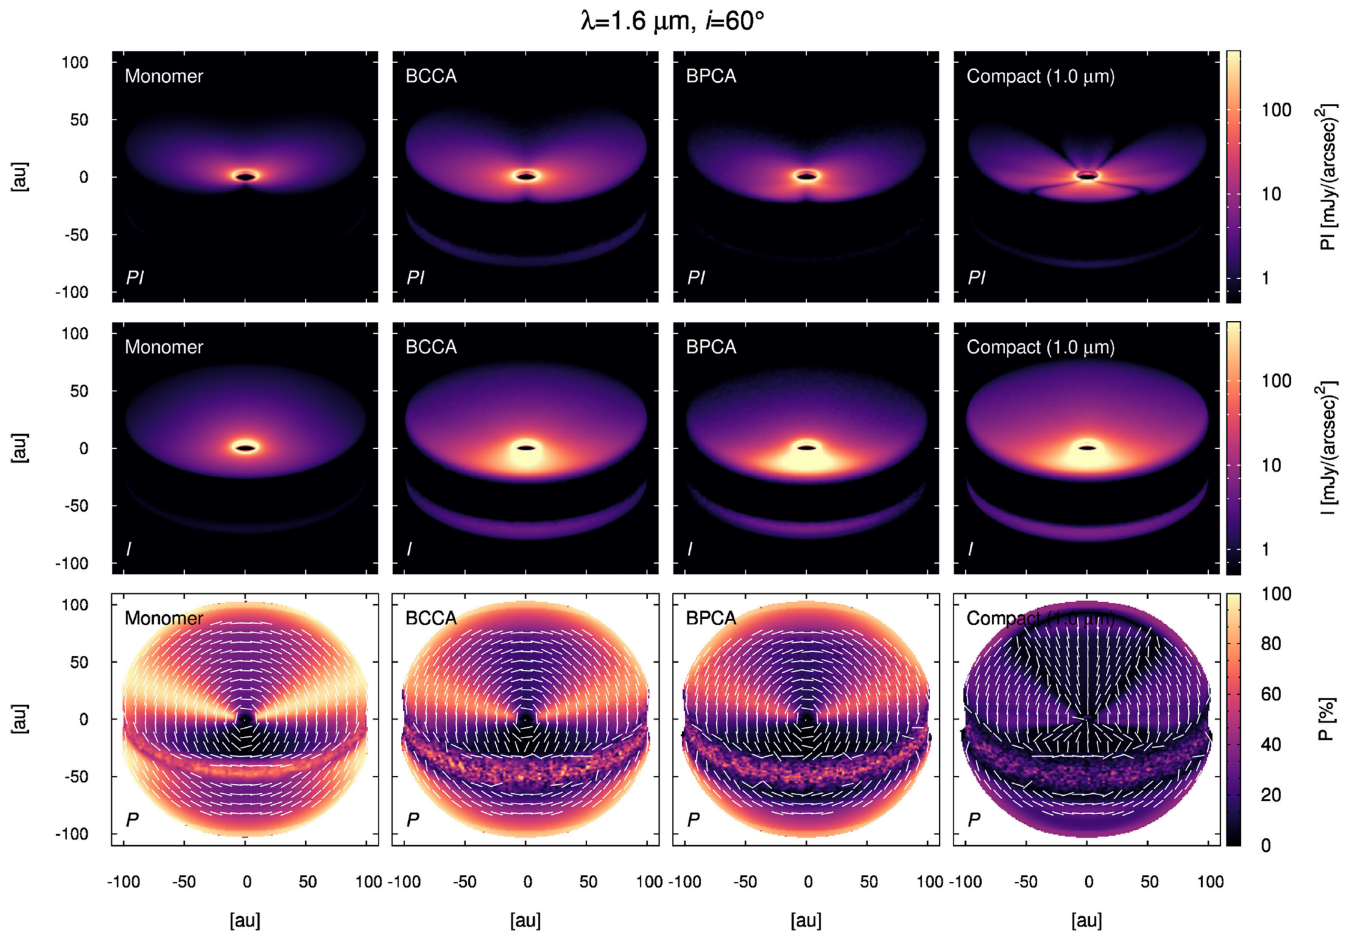 λ=1.6 μm, i=60°
Monomer BCCA BPCA Compact (1.0 μm)
100
50
0
-50
-100
[au]
PI PI PI PI
100
10
1
PI [mJy/(arcsec)²]
Monomer BCCA BPCA Compact (1.0 μm)
100
50
0
-50
-100
[au]
I I I I
100
10
1
I [mJy/(arcsec)²]
Monomer BCCA BPCA Compact (1.0 μm)
100
50
0
-50
-100
[au]
P P P P
100
80
60
40
20
0
P [%]
-100 -50 0 50 100 -50 0 50 100 -50 0 50 100 -50 0 50 100
[au] [au] [au] [au]